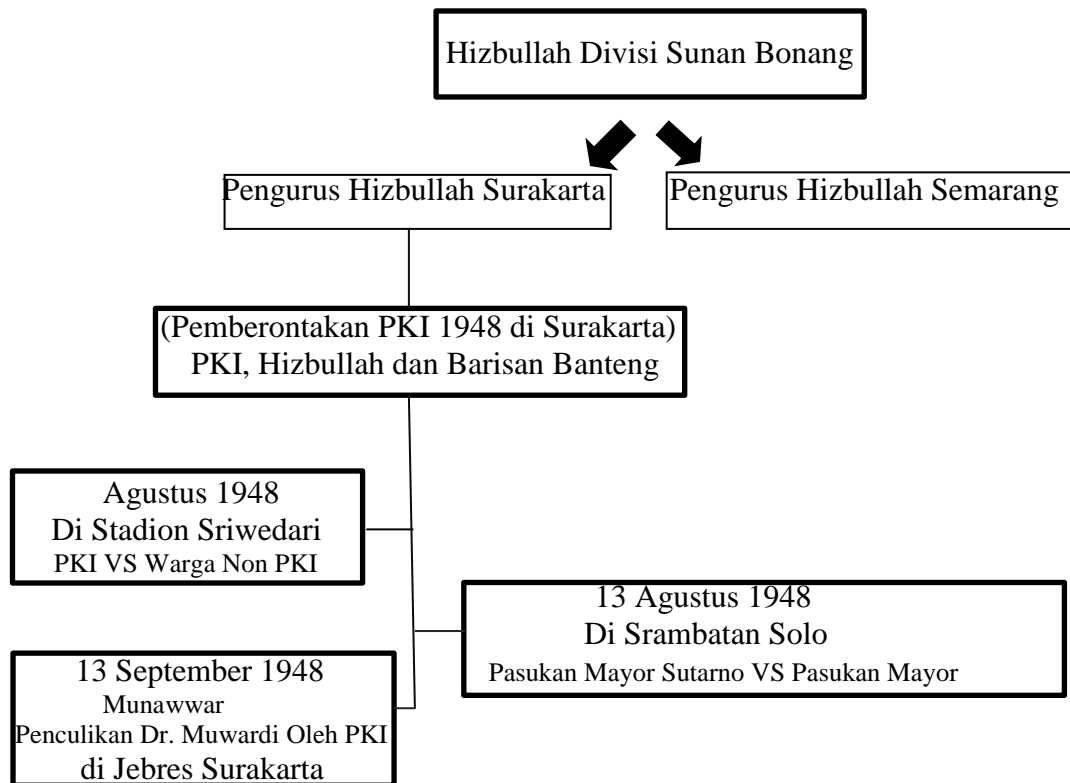 Hizbullah Divisi Sunan Bonang
Pengurus Hizbullah Surakarta
Pengurus Hizbullah Semarang
(Pemberontakan PKI 1948 di Surakarta)
PKI, Hizbullah dan Barisan Banteng
Agustus 1948
Di Stadion Sriwedari
PKI VS Warga Non PKI
13 Agustus 1948
Di Srambatan Solo
Pasukan Mayor Sutarno VS Pasukan Mayor
13 September 1948
Munawwar
Penculikan Dr. Muwardi Oleh PKI
di Jebres Surakarta